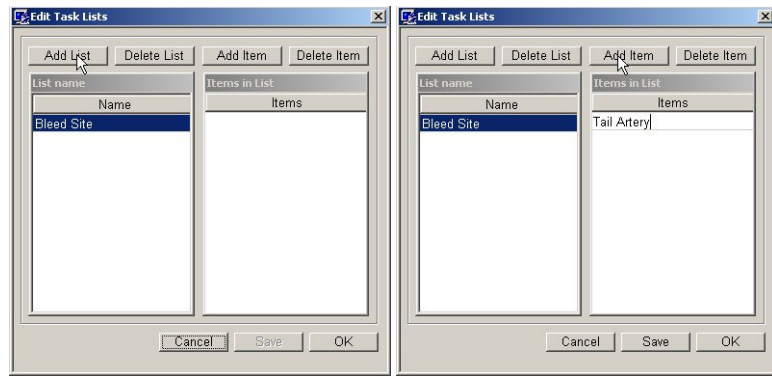 Edit Task Lists
Add List Delete List Add Item Delete Item
List name Items in List
Name Items
Bleed Site
Cancel Save OK
Edit Task Lists
Add List Delete List Add Item Delete Item
List name Items in List
Name Items
Bleed Site Tail Artery
Cancel Save OK